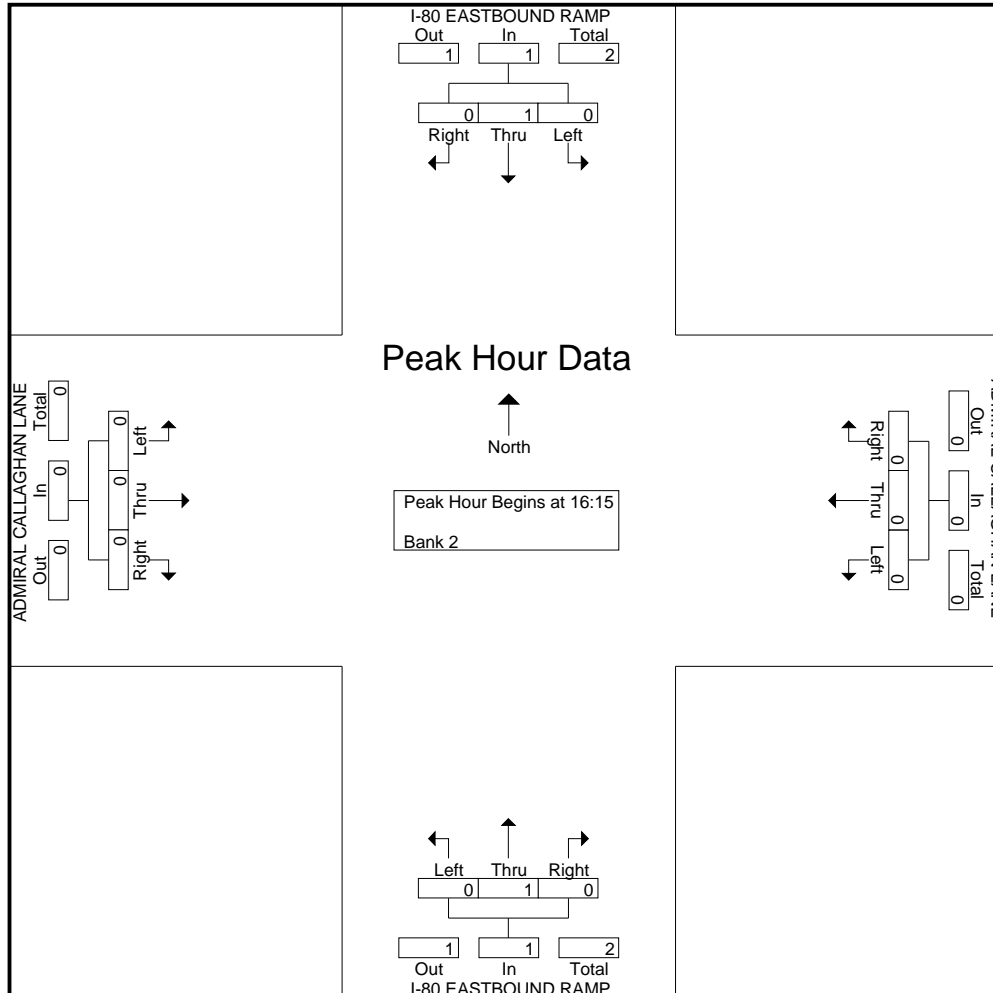 I-80 EASTBOUND RAMP
Out In Total
1 1 2
0 1 0
Right Thru Left
Peak Hour Data
North
Peak Hour Begins at 16:15
Bank 2
ADMIRAL CALLAGHAN LANE
Out In Total
0 0 0
Right Thru Left
0 0 0
Out In Total
0 0 0
Right Thru Left
0 0 0
Left Thru Right
0 1 0
1 1 2
Out In Total
I-80 EASTBOUND RAMP